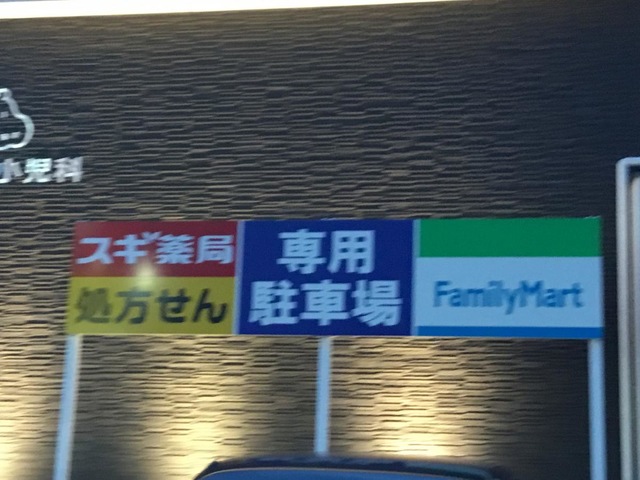 小児科
スギ薬局
処方せん
専用
駐車場
FamilyMart